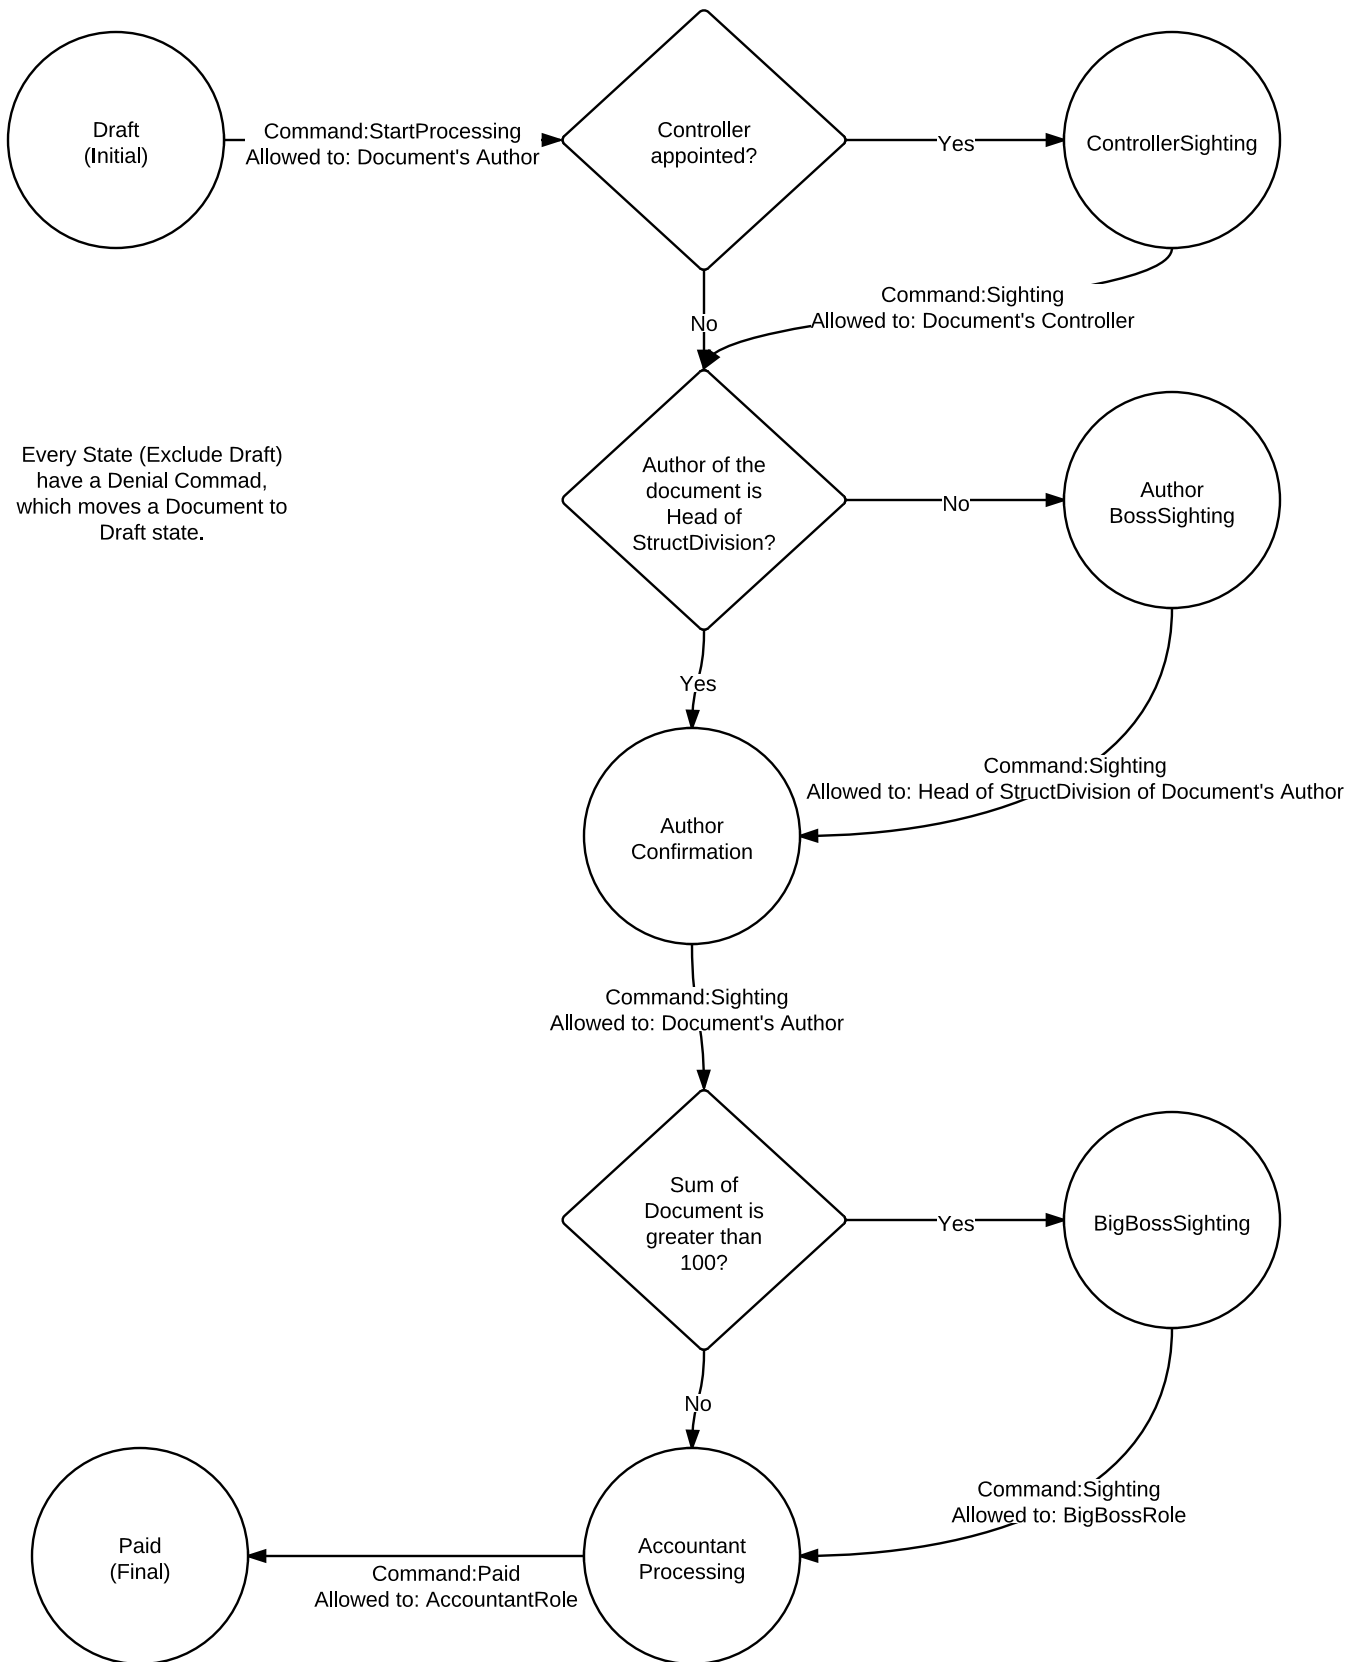 Draft
(Initial)
Command:StartProcessing
Allowed to: Document's Author
Controller
appointed?
Yes
ControllerSighting
Command:Sighting
Allowed to: Document's Controller
No
Every State (Exclude Draft)
have a Denial Commad,
which moves a Document to
Draft state.
Author of the
document is
Head of
StructDivision?
No
Author
BossSighting
Yes
Command:Sighting
Allowed to: Head of StructDivision of Document's Author
Author
Confirmation
Command:Sighting
Allowed to: Document's Author
Sum of
Document is
greater than
100?
Yes
BigBossSighting
No
Command:Sighting
Allowed to: BigBossRole
Accountant
Processing
Command:Paid
Allowed to: AccountantRole
Paid
(Final)